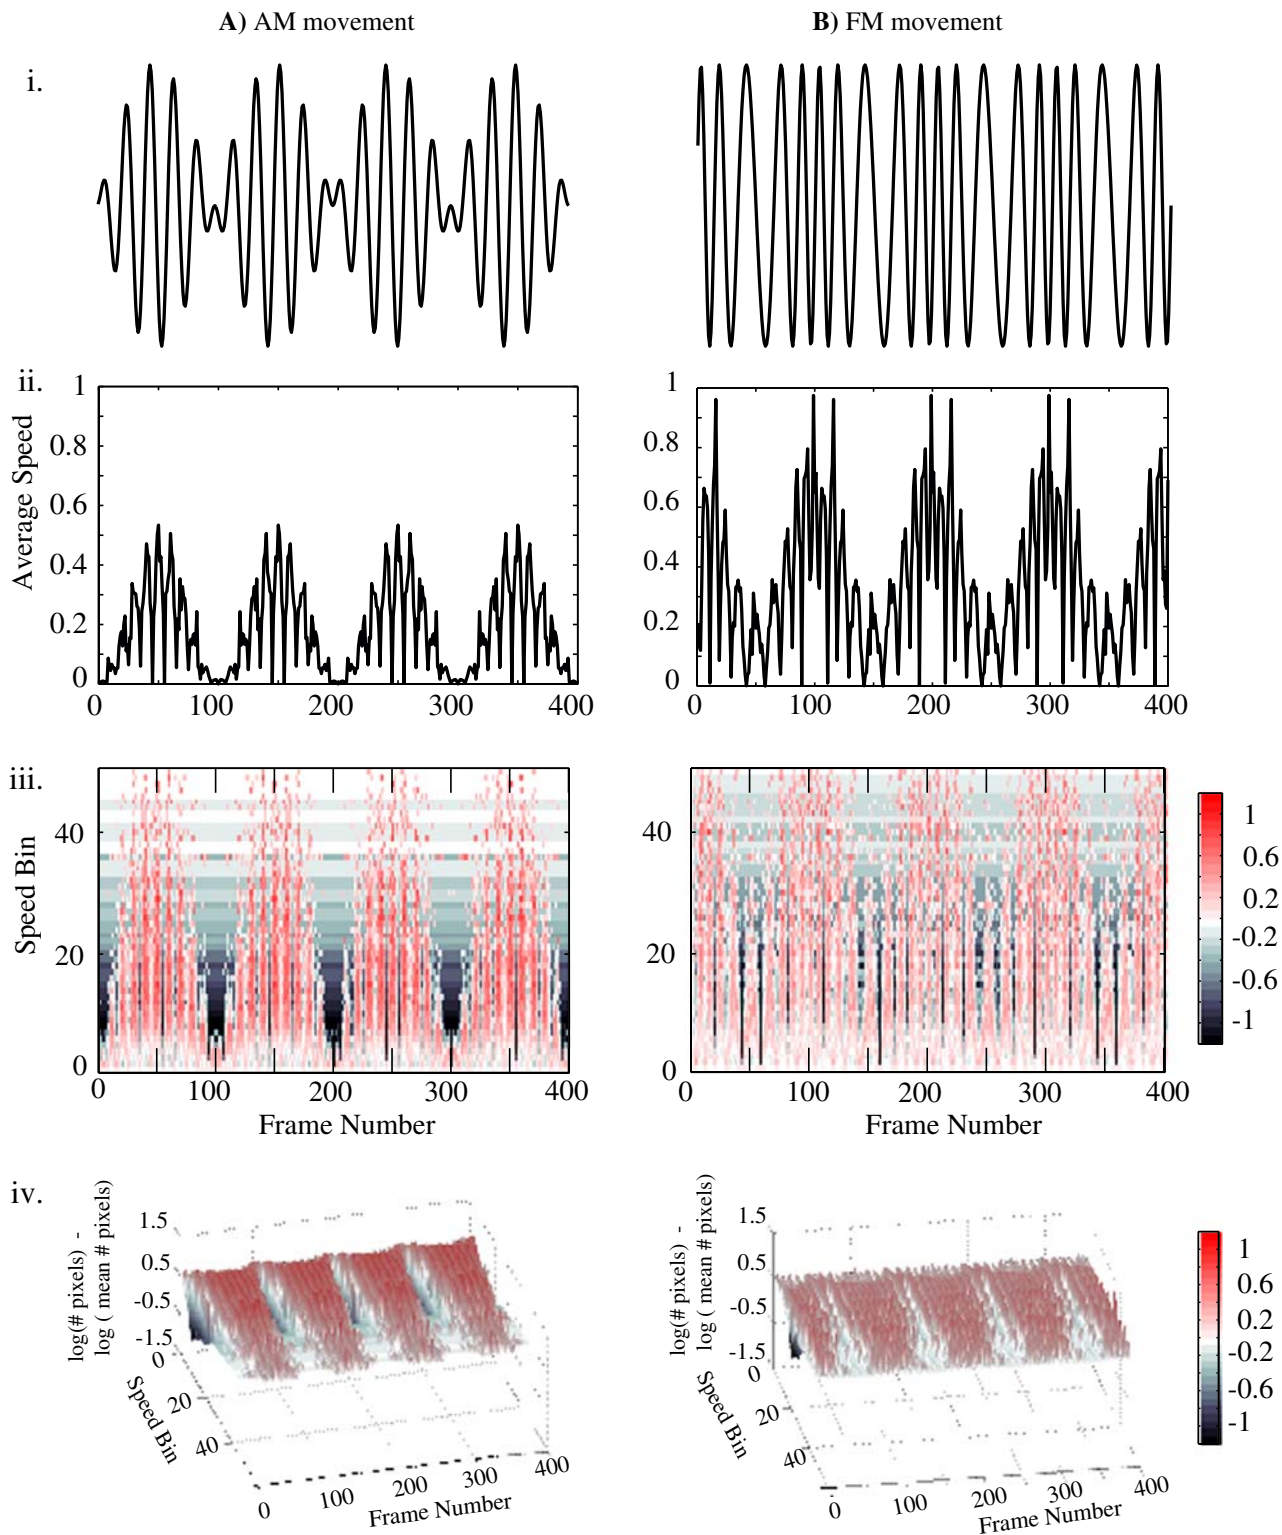 A) AM movement
B) FM movement
i.
ii.
Average Speed
1
0.8
0.6
0.4
0.2
0
0 100 200 300 400
1
0.8
0.6
0.4
0.2
0
0 100 200 300 400
iii.
Speed Bin
40
20
0
0 100 200 300 400
Frame Number
40
20
0
0 100 200 300 400
Frame Number
1
0.6
0.2
-0.2
-0.6
-1
iv.
log(# pixels) -
log ( mean # pixels)
1.5
0.5
-0.5
-1.5
0
20
40
Speed Bin
0 100 200 300 400
Frame Number
log(# pixels) -
log ( mean # pixels)
1.5
0.5
-0.5
-1.5
0
20
40
Speed Bin
0 100 200 300 400
Frame Number
1
0.6
0.2
-0.2
-0.6
-1